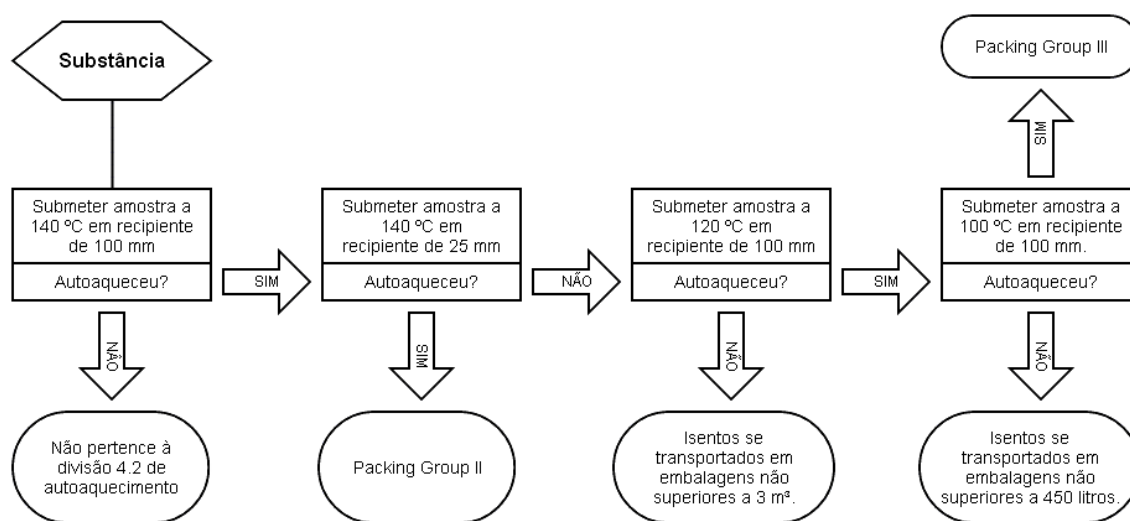 Substância
Packing Group III
SIM
Submeter amostra a
140 ºC em recipiente
de 100 mm
Autoaqueceu?
SIM
Submeter amostra a
140 ºC em
recipiente de 25 mm
Autoaqueceu?
NÃO
Submeter amostra a
120 ºC em
recipiente de 100 mm
Autoaqueceu?
SIM
Submeter amostra a
100 ºC em recipiente
de 100 mm.
Autoaqueceu?
NÃO
SIM
NÃO
NÃO
Não pertence à
divisão 4.2 de
autoaquecimento
Packing Group II
Isentos se
transportados em
embalagens não
superiores a 3 m³.
Isentos se
transportados em
embalagens não
superiores a 450 litros.